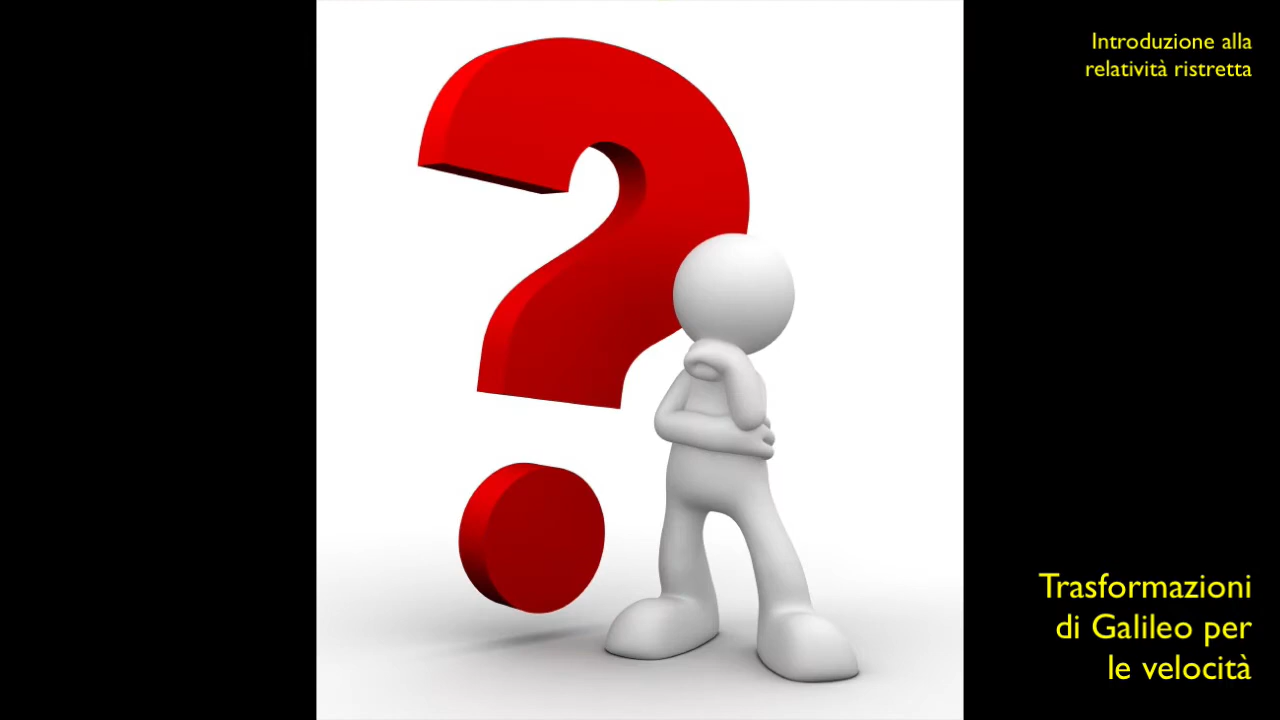 Introduzione alla
relatività ristretta
Trasformazioni
di Galileo per
le velocità